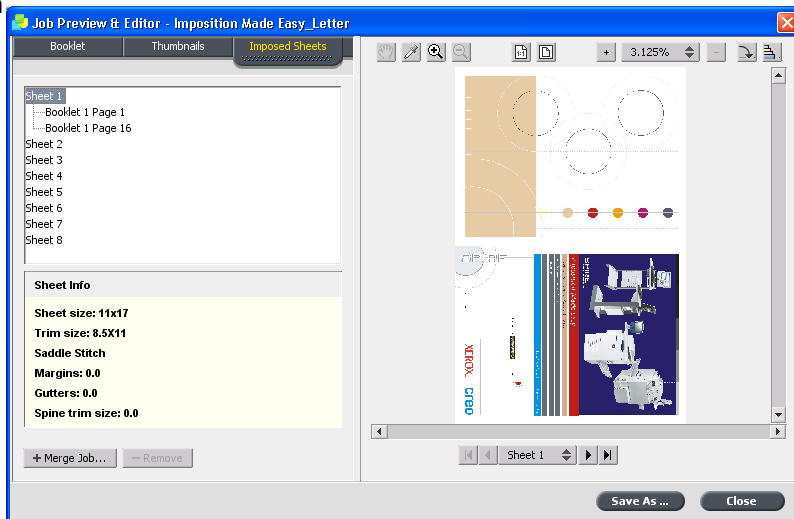 Job Preview & Editor - Imposition Made Easy_Letter
Booklet
Thumbnails
Imposed Sheets
3.125%
1:1
Sheet 1
Booklet 1 Page 1
Booklet 1 Page 16
Sheet 2
Sheet 3
Sheet 4
Sheet 5
Sheet 6
Sheet 7
Sheet 8
Sheet Info
Sheet size: 11x17
Trim size: 8.5X11
Saddle Stitch
Margins: 0.0
Gutters: 0.0
Spine trim size: 0.0
XEROX
creo
+ Merge Job...
— Remove
Sheet 1
Save As ...
Close